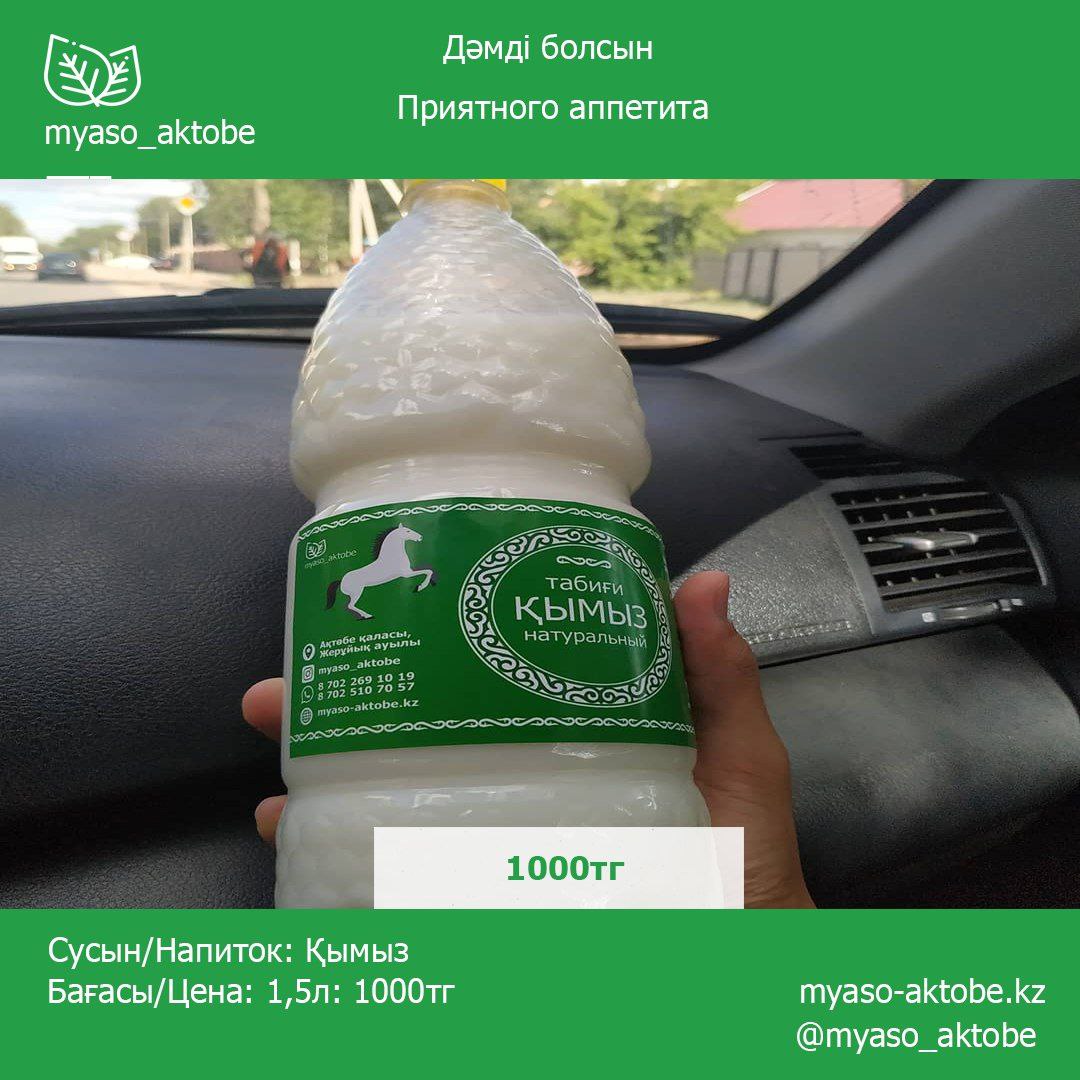 Дәмді болсын
Приятного аппетита
myaso_aktobe
myaso_aktobe
табиғи
ҚЫМЫЗ
натуральный
Ақтөбе қаласы,
Жерұйық ауылы
myaso_aktobe
8 702 269 10 19
8 702 510 70 57
myaso-aktobe.kz
1000тг
Сусын/Напиток: Қымыз
Бағасы/Цена: 1,5л: 1000тг
myaso-aktobe.kz
@myaso_aktobe